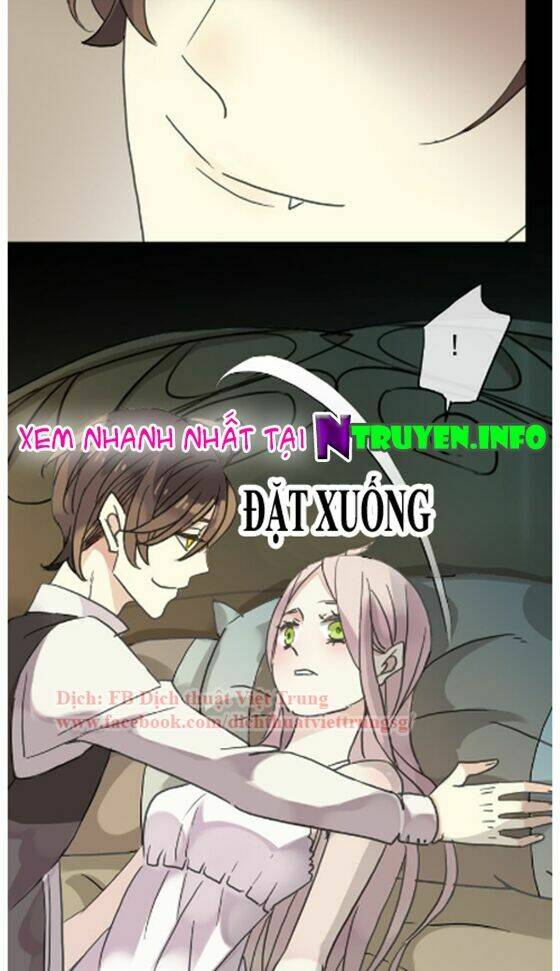 !
XEM NHANH NHẤT TẠI NTRUYEN.INFO
ĐẶT XUỐNG
Dịch: FB Dịch thuật Việt Trung
www.facebook.com/dichthuatviettrungsg/